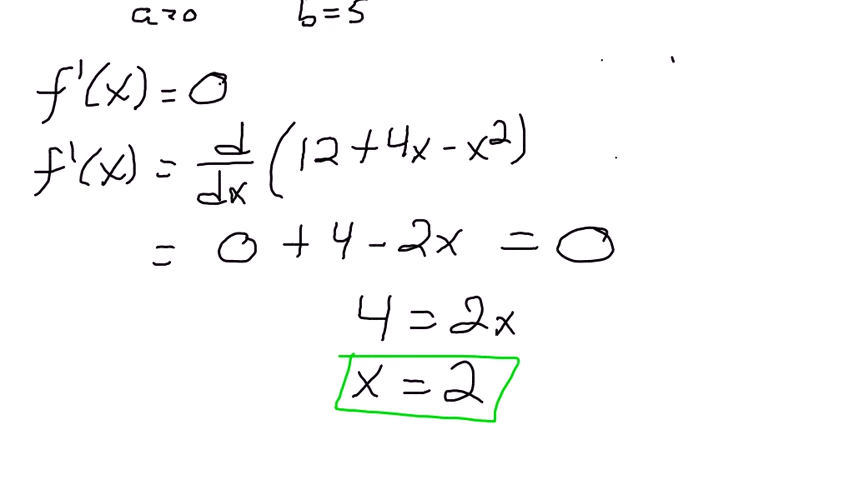 a=0 b=5
f'(x)=0
f'(x) = d/dx (12+4x-x²)
= 0+4-2x = 0
4=2x
x=2